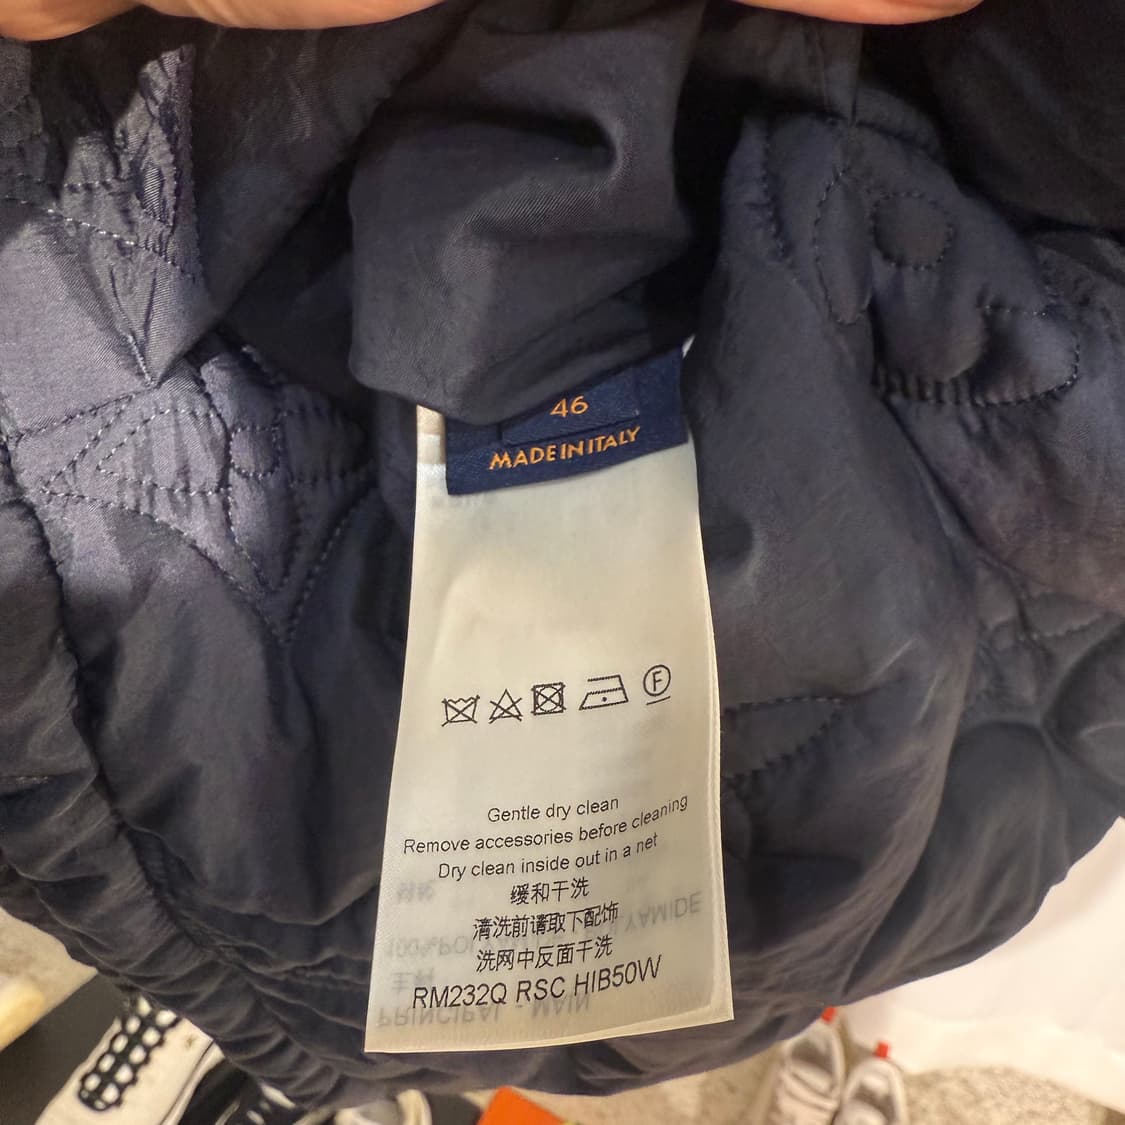 46
MADE IN ITALY
F
Gentle dry clean
Remove accessories before cleaning
Dry clean inside out in a net
缓和干洗
清洗前请取下配饰
洗网中反面干洗
RM232Q RSC HIB50W